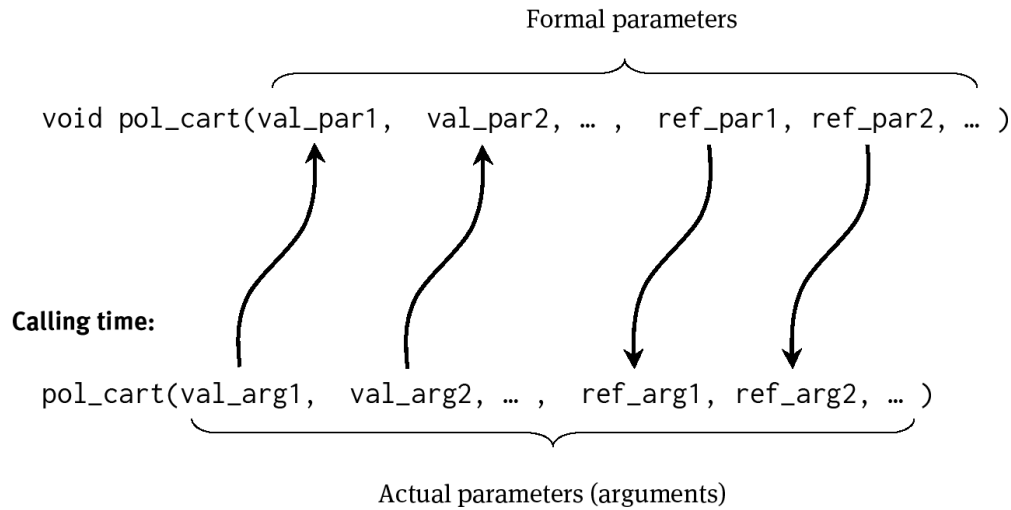 Formal parameters
void pol_cart(val_par1, val_par2, … , ref_par1, ref_par2, … )
Calling time:
pol_cart(val_arg1, val_arg2, … , ref_arg1, ref_arg2, … )
Actual parameters (arguments)